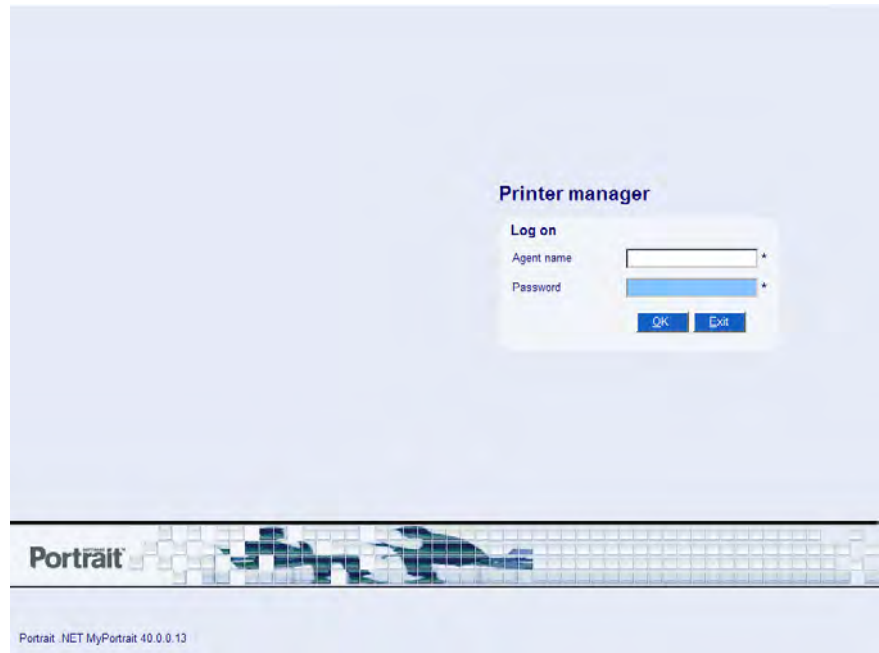 Printer manager
Log on
Agent name *
Password *
OK Exit
Portrait
Portrait .NET MyPortrait 40.0.0.13